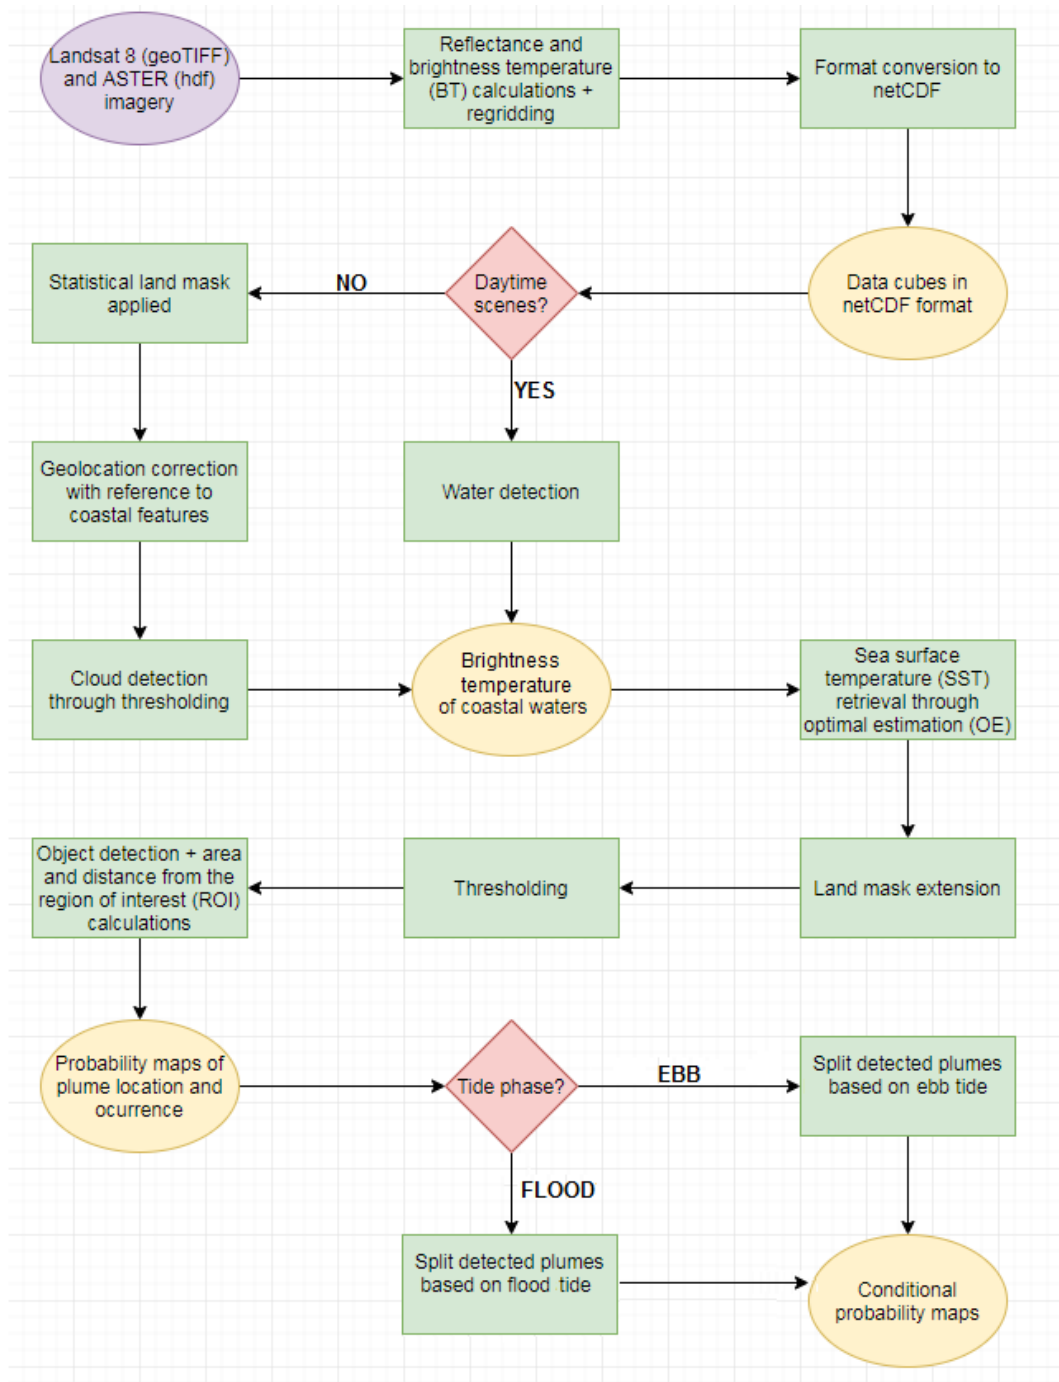 Landsat 8 (geoTIFF)
and ASTER (hdf)
imagery
Reflectance and
brightness temperature
(BT) calculations +
regridding
Format conversion to
netCDF
Statistical land mask
applied
NO
Daytime
scenes?
Data cubes in
netCDF format
YES
Geolocation correction
with reference to
coastal features
Water detection
Cloud detection
through thresholding
Brightness
temperature
of coastal waters
Sea surface
temperature (SST)
retrieval through
optimal estimation (OE)
Object detection + area
and distance from the
region of interest (ROI)
calculations
Thresholding
Land mask extension
Probability maps of
plume location and
ocurrence
Tide phase?
EBB
Split detected plumes
based on ebb tide
FLOOD
Split detected plumes
based on flood tide
Conditional
probability maps